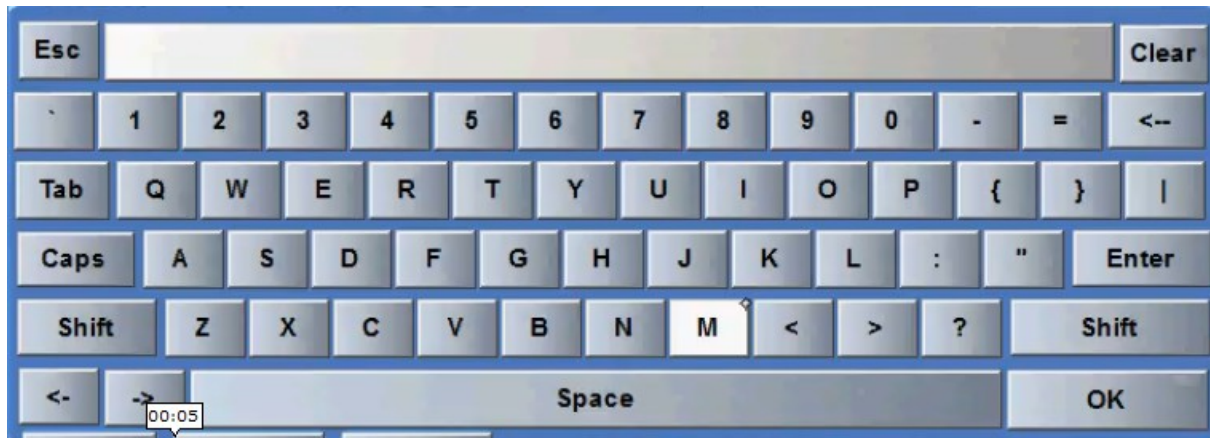 Esc Clear
` 1 2 3 4 5 6 7 8 9 0 - = <--
Tab Q W E R T Y U I O P { } |
Caps A S D F G H J K L : " Enter
Shift Z X C V B N M < > ? Shift
<- -> Space OK
00:05